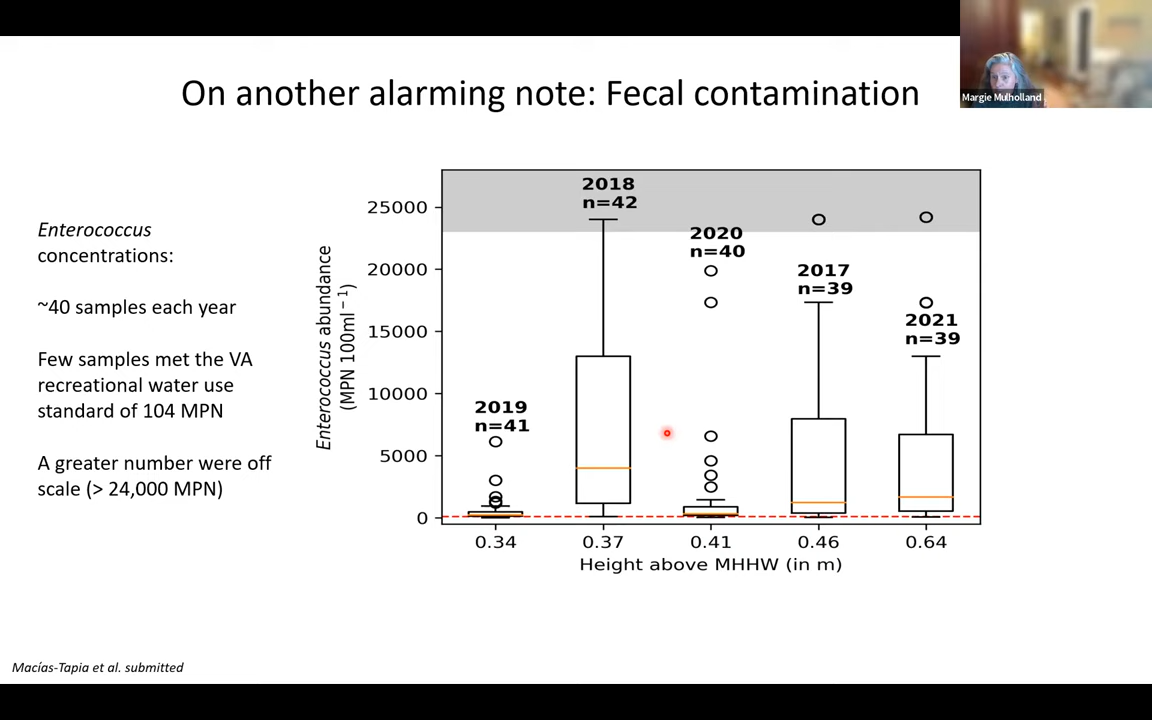 Margie Mulholland
On another alarming note: Fecal contamination
Enterococcus
concentrations:
~40 samples each year
Few samples met the VA
recreational water use
standard of 104 MPN
A greater number were off
scale (> 24,000 MPN)
Enterococcus abundance
(MPN 100ml⁻¹)
25000
20000
15000
10000
5000
0
2019
n=41
2018
n=42
2020
n=40
2017
n=39
2021
n=39
0.34 0.37 0.41 0.46 0.64
Height above MHHW (in m)
Macías-Tapia et al. submitted